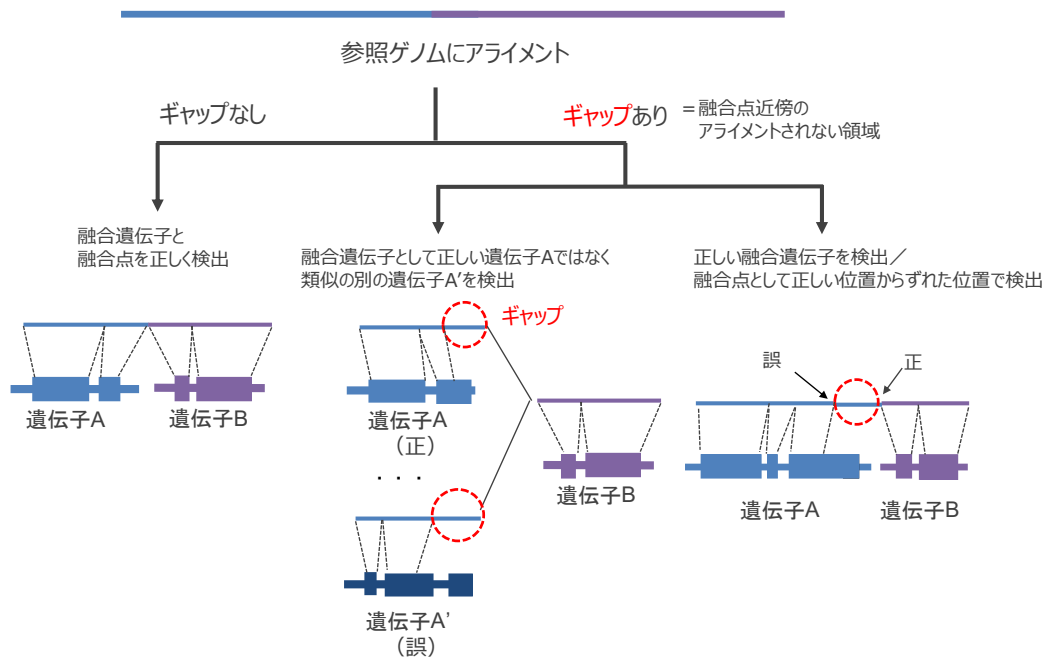 参照ゲノムにアライメント
ギャップなし
ギャップあり
=融合点近傍の
アライメントされない領域
融合遺伝子と
融合点を正しく検出
融合遺伝子として正しい遺伝子Aではなく
類似の別の遺伝子A'を検出
正しい融合遺伝子を検出／
融合点として正しい位置からずれた位置で検出
ギャップ
誤
正
遺伝子A
遺伝子B
遺伝子A
（正）
・・・
遺伝子B
遺伝子A
遺伝子B
遺伝子A'
（誤）